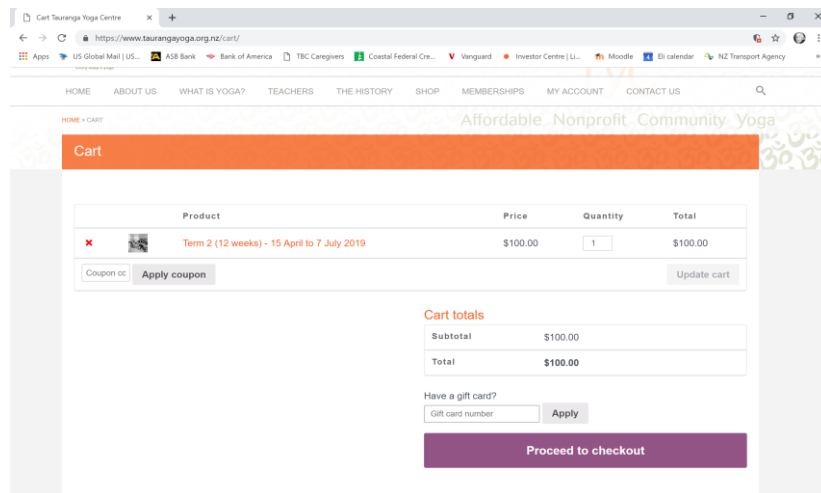 Cart Tauranga Yoga Centre
https://www.taurangayoga.org.nz/cart/
Apps US Global Mail | US... ASB Bank Bank of America TBC Caregivers Coastal Federal Cre... Vanguard Investor Centre | Li... Moodle Eli calendar NZ Transport Agency »
HOME ABOUT US WHAT IS YOGA? TEACHERS THE HISTORY SHOP MEMBERSHIPS MY ACCOUNT CONTACT US
HOME > CART
Affordable Nonprofit Community Yoga
Cart
Product Price Quantity Total
Term 2 (12 weeks) - 15 April to 7 July 2019 $100.00 1 $100.00
Coupon cc Apply coupon Update cart
Cart totals
Subtotal $100.00
Total $100.00
Have a gift card?
Gift card number Apply
Proceed to checkout